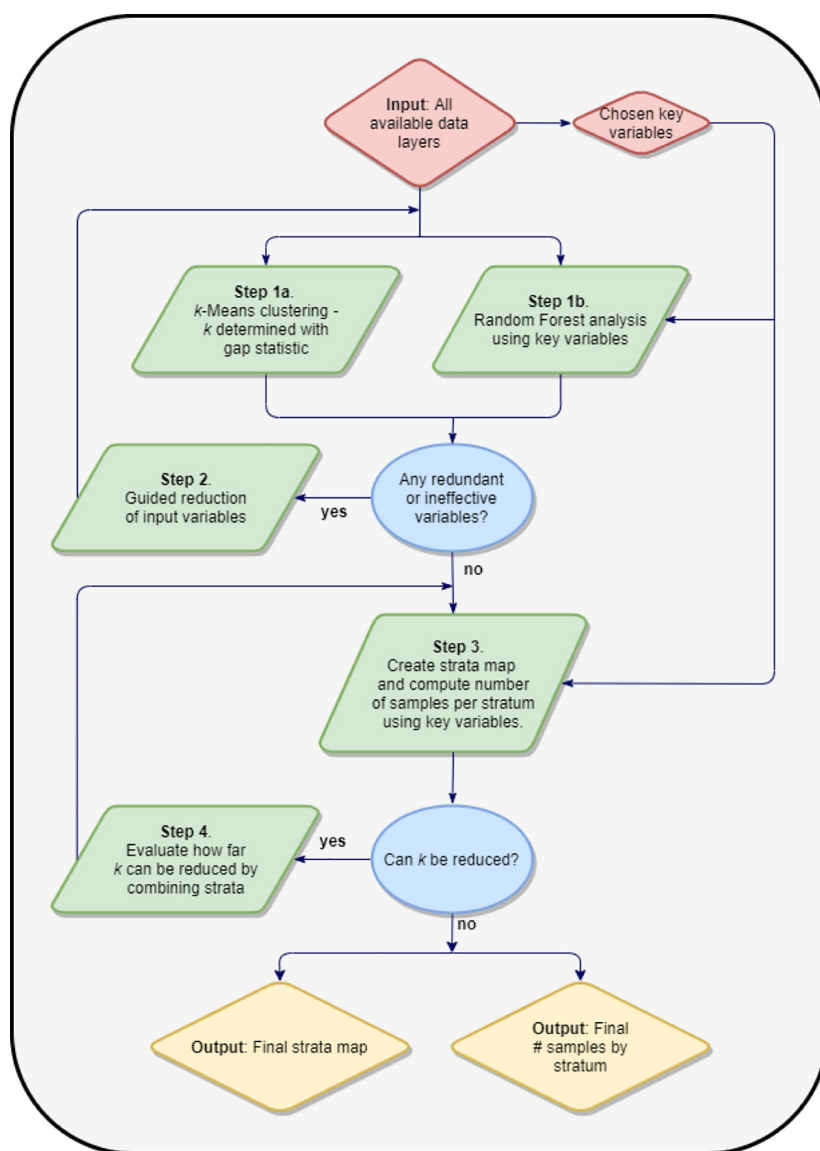 Input: All
available data
layers
Chosen key
variables
Step 1a.
k-Means clustering -
k determined with
gap statistic
Step 1b.
Random Forest analysis
using key variables
Step 2.
Guided reduction
of input variables
yes
Any redundant
or ineffective
variables?
no
Step 3.
Create strata map
and compute number
of samples per stratum
using key variables.
Step 4.
Evaluate how far
k can be reduced by
combining strata
yes
Can k be reduced?
no
Output: Final strata map
Output: Final
# samples by
stratum